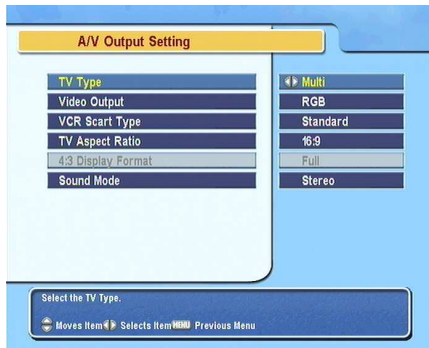 A/V Output Setting
TV Type Multi
Video Output RGB
VCR Scart Type Standard
TV Aspect Ratio 16:9
4:3 Display Format Full
Sound Mode Stereo
Select the TV Type.
Moves Item Selects Item MENU Previous Menu